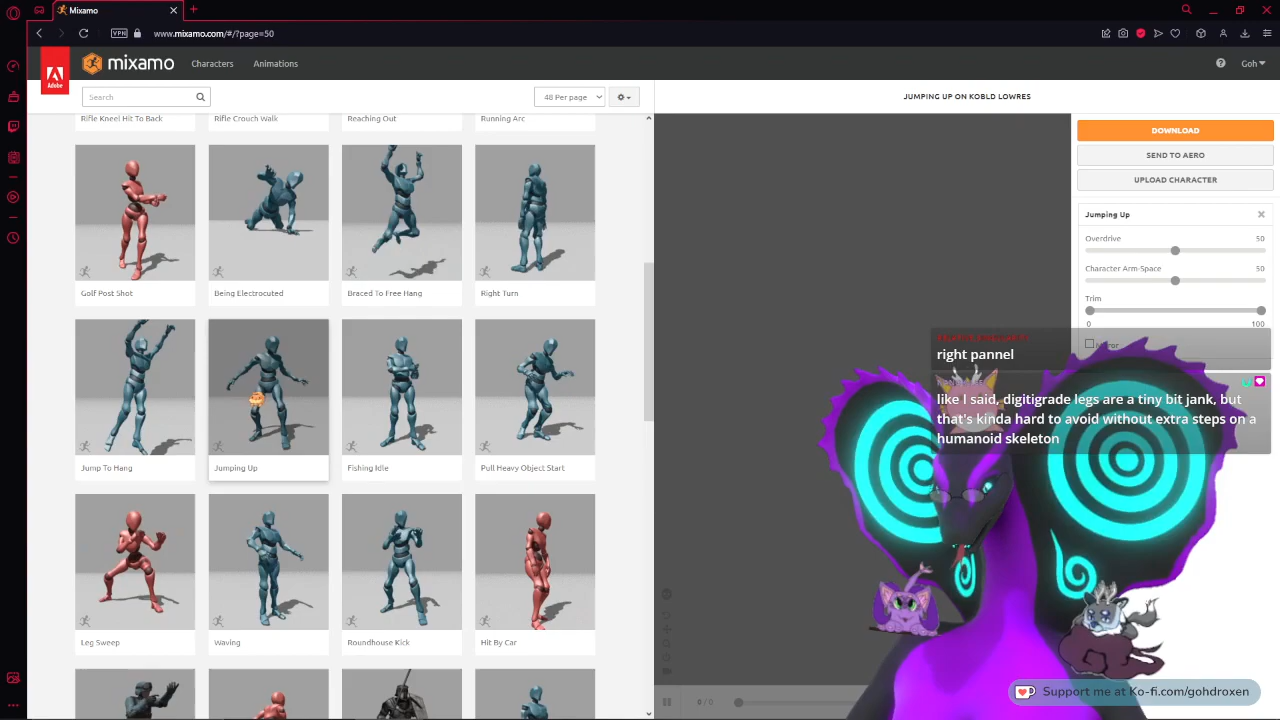 Mixamo
VPN
www.mixamo.com/#/?page=50
Adobe
mixamo
Characters
Animations
Goh
Search
48 Per page
JUMPING UP ON KOBLD LOWRES
Rifle Kneel Hit To Back
Rifle Crouch Walk
Reaching Out
Running Arc
DOWNLOAD
SEND TO AERO
UPLOAD CHARACTER
Jumping Up
Overdrive
50
Character Arm-Space
50
Trim
0
100
Mirror
Golf Post Shot
Being Electrocuted
Braced To Free Hang
Right Turn
right pannel
like I said, digitigrade legs are a tiny bit jank, but
that's kinda hard to avoid without extra steps on a
humanoid skeleton
Jump To Hang
Jumping Up
Fishing Idle
Pull Heavy Object Start
Leg Sweep
Waving
Roundhouse Kick
Hit By Car
0 / 0
Support me at Ko-fi.com/gohdroxen